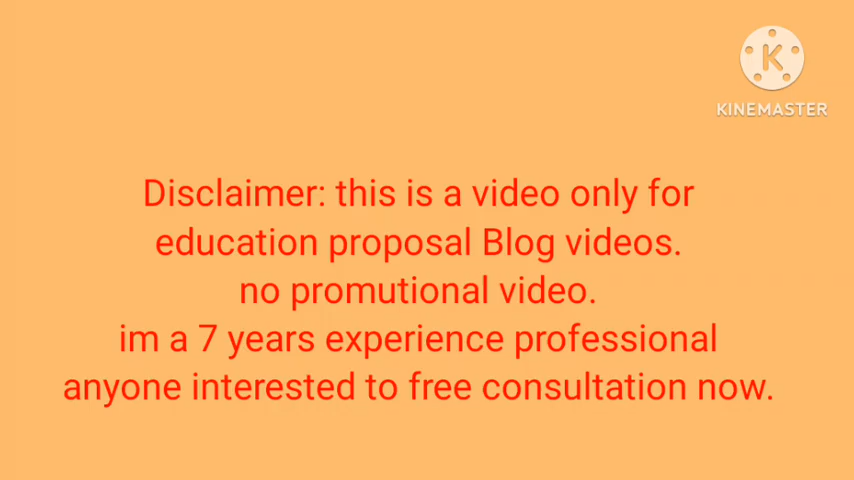 KINEMASTER
Disclaimer: this is a video only for
education proposal Blog videos.
no promutional video.
im a 7 years experience professional
anyone interested to free consultation now.